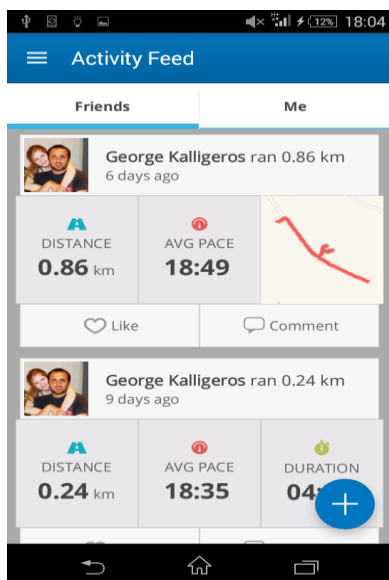 12% 18:04
Activity Feed
Friends Me
George Kalligeros ran 0.86 km
6 days ago
DISTANCE AVG PACE
0.86 km 18:49
Like Comment
George Kalligeros ran 0.24 km
9 days ago
DISTANCE AVG PACE DURATION
0.24 km 18:35 04: